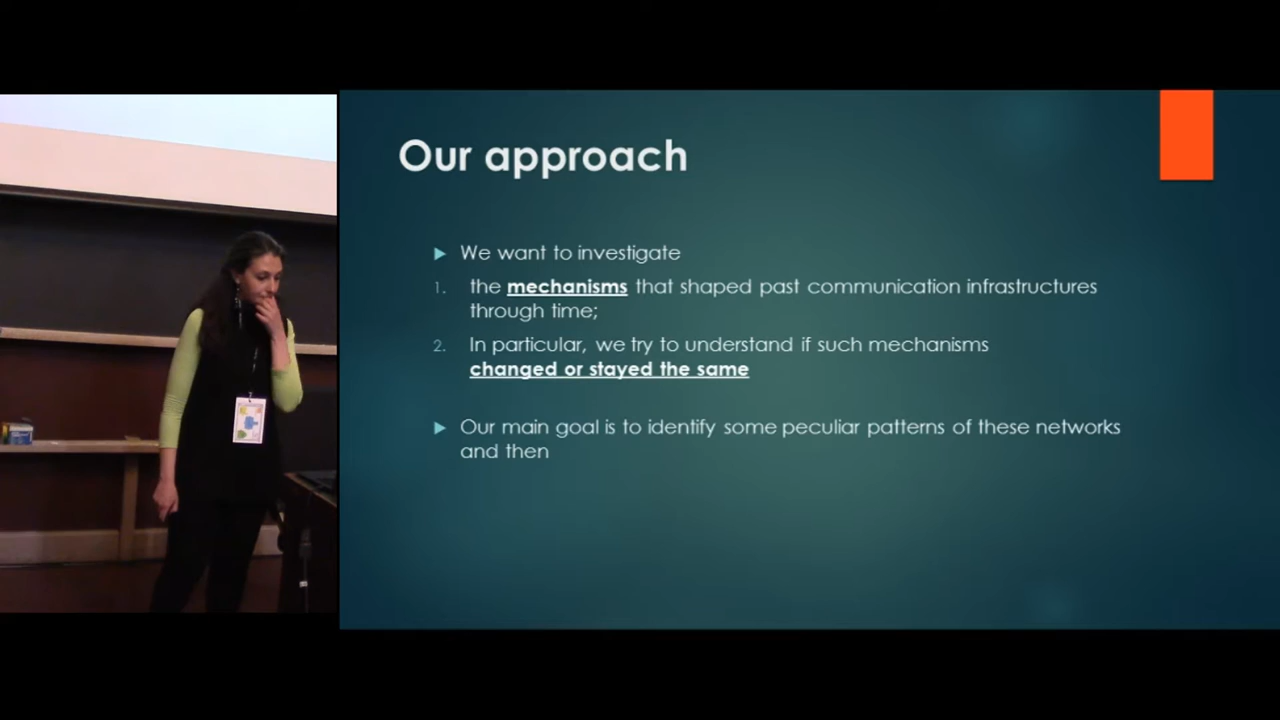 Our approach
We want to investigate
1. the mechanisms that shaped past communication infrastructures
through time;
2. In particular, we try to understand if such mechanisms
changed or stayed the same
Our main goal is to identify some peculiar patterns of these networks
and then